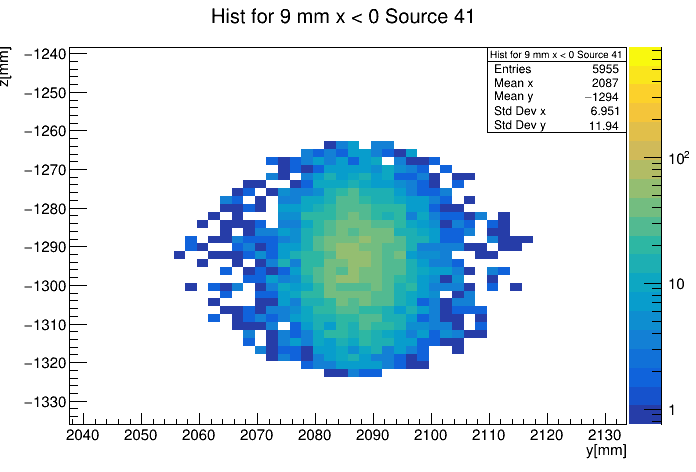 Hist for 9 mm x < 0 Source 41
z[mm]
Hist for 9 mm x < 0 Source 41
Entries 5955
Mean x 2087
Mean y −1294
Std Dev x 6.951
Std Dev y 11.94
−1240
−1250
−1260
−1270
−1280
−1290
−1300
−1310
−1320
−1330
2040 2050 2060 2070 2080 2090 2100 2110 2120 2130
y[mm]
10²
10
1